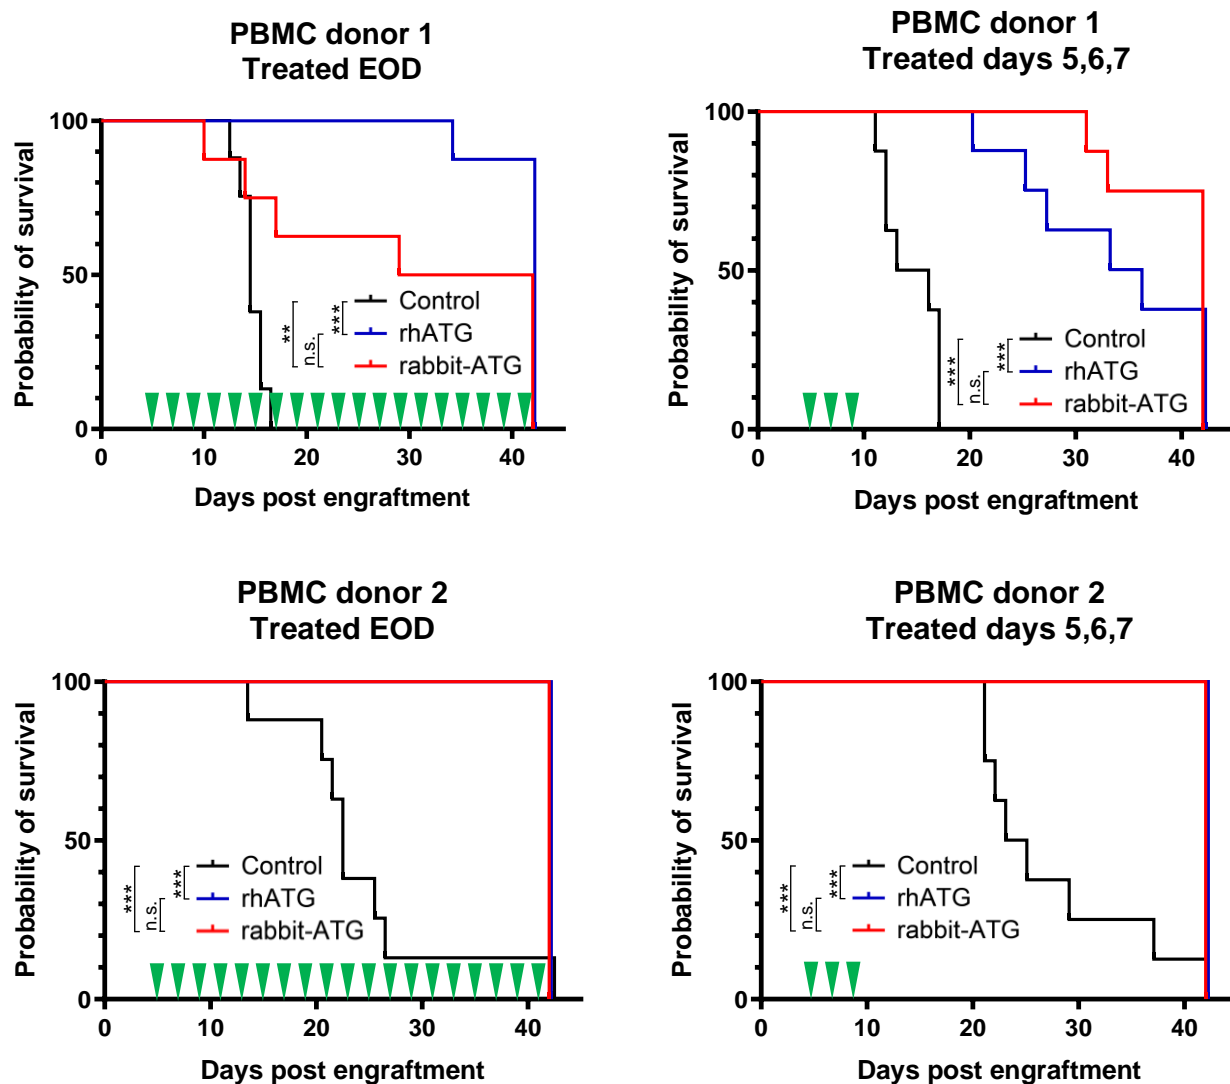 PBMC donor 1
Treated EOD
Probability of survival
100
50
0
** n.s. ***
Control
rhATG
rabbit-ATG
0 10 20 30 40
Days post engraftment
PBMC donor 1
Treated days 5,6,7
Probability of survival
100
50
0
*** n.s. ***
Control
rhATG
rabbit-ATG
0 10 20 30 40
Days post engraftment
PBMC donor 2
Treated EOD
Probability of survival
100
50
0
*** n.s. ***
Control
rhATG
rabbit-ATG
0 10 20 30 40
Days post engraftment
PBMC donor 2
Treated days 5,6,7
Probability of survival
100
50
0
*** n.s. ***
Control
rhATG
rabbit-ATG
0 10 20 30 40
Days post engraftment